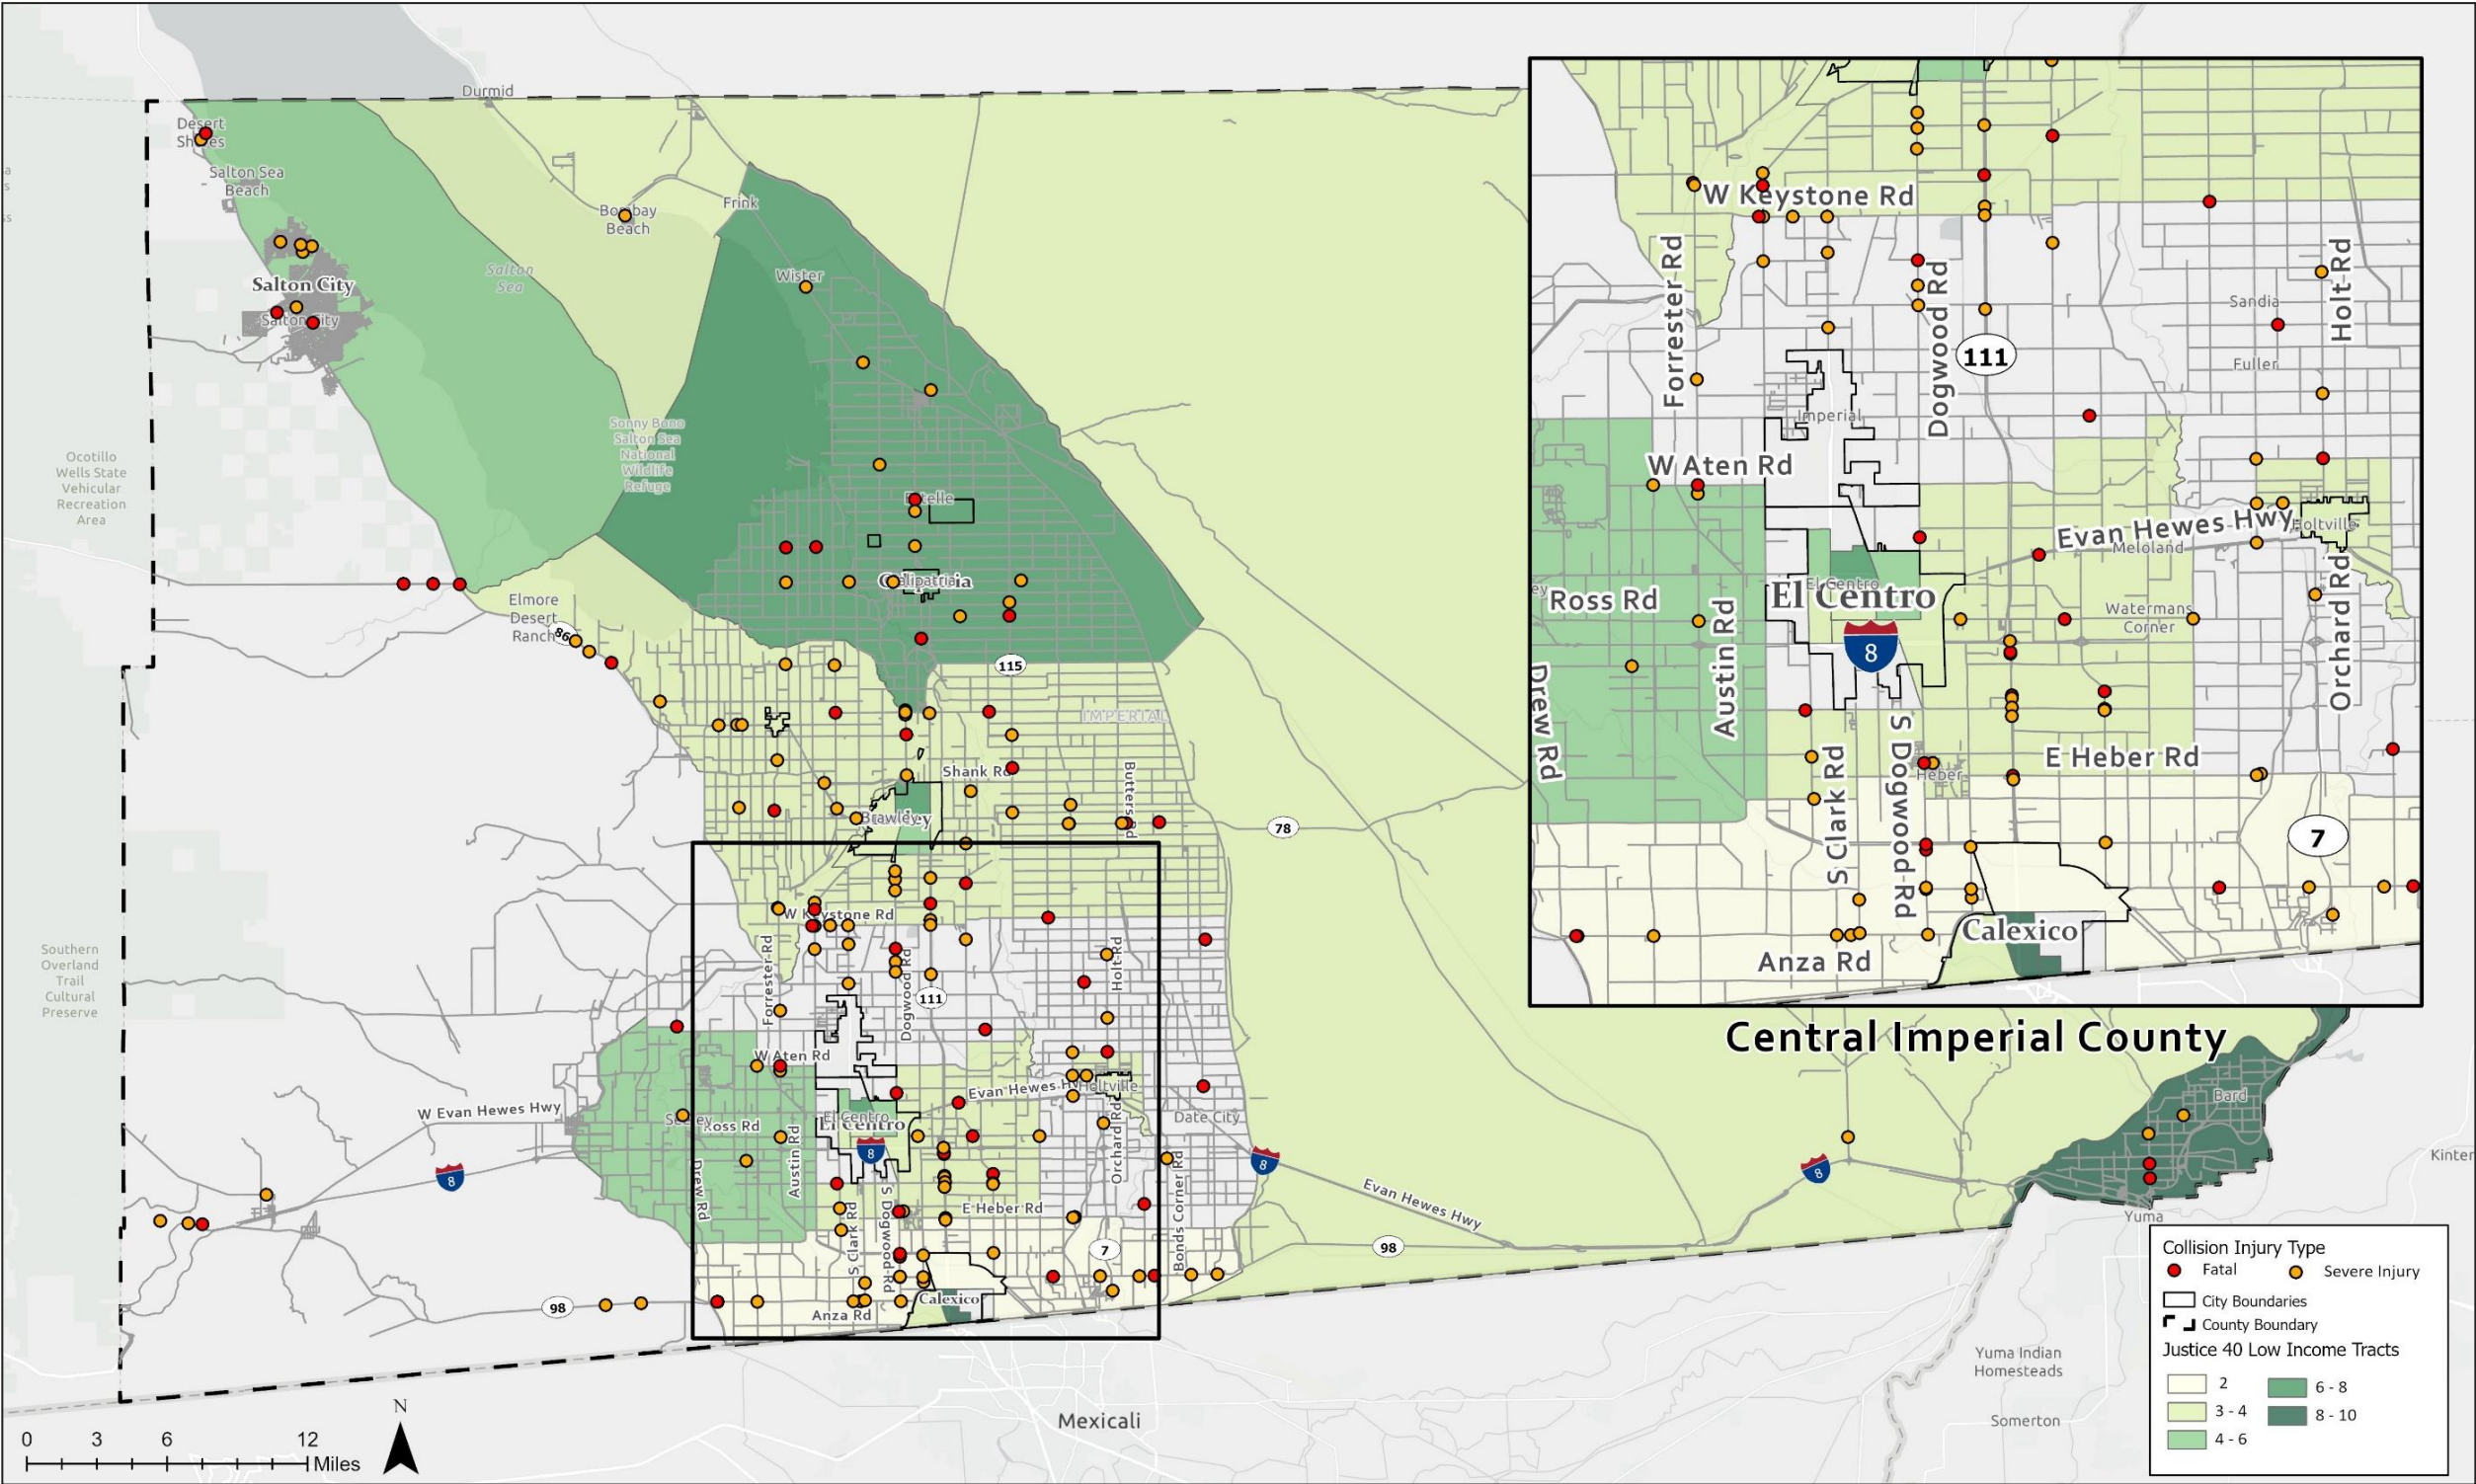 Durmid
Desert
Shores
Salton Sea
Beach
Bombay
Beach
Frink
Wister
Salton
Sea
Salton City
Salton City
Sonny Bono
Salton Sea
National
Wildlife
Refuge
Ocotillo
Wells State
Vehicular
Recreation
Area
Calipatria
Elmore
Desert
Ranch
86
115
IMPERIAL
Shank Rd
Butters Rd
Brawley
78
W Keystone Rd
Forrester Rd
Dogwood Rd
Holt Rd
111
Southern
Overland
Trail
Cultural
Preserve
W Aten Rd
Evan Hewes Hwy
Holtville
W Evan Hewes Hwy
Seeley
Ross Rd
El Centro
El Centro
Date City
Austin Rd
Orchard Rd
8
8
8
8
Drew Rd
S Clark Rd
S Dogwood Rd
E Heber Rd
Bonds Corner Rd
7
98
Evan Hewes Hwy
98
Calexico
Anza Rd
Mexicali
Bard
Kinter
Yuma
Yuma Indian
Homesteads
Somerton
W Keystone Rd
Forrester Rd
Dogwood Rd
Holt Rd
Sandia
111
Fuller
Imperial
W Aten Rd
Evan Hewes Hwy
Holtville
Meloland
Ross Rd
El Centro
El Centro
Watermans
Corner
Austin Rd
Orchard Rd
8
Drew Rd
S Clark Rd
S Dogwood Rd
E Heber Rd
Heber
7
Calexico
Anza Rd
Central Imperial County
Collision Injury Type
Fatal
Severe Injury
City Boundaries
County Boundary
Justice 40 Low Income Tracts
2
3 - 4
4 - 6
6 - 8
8 - 10
N
0 3 6 12
Miles